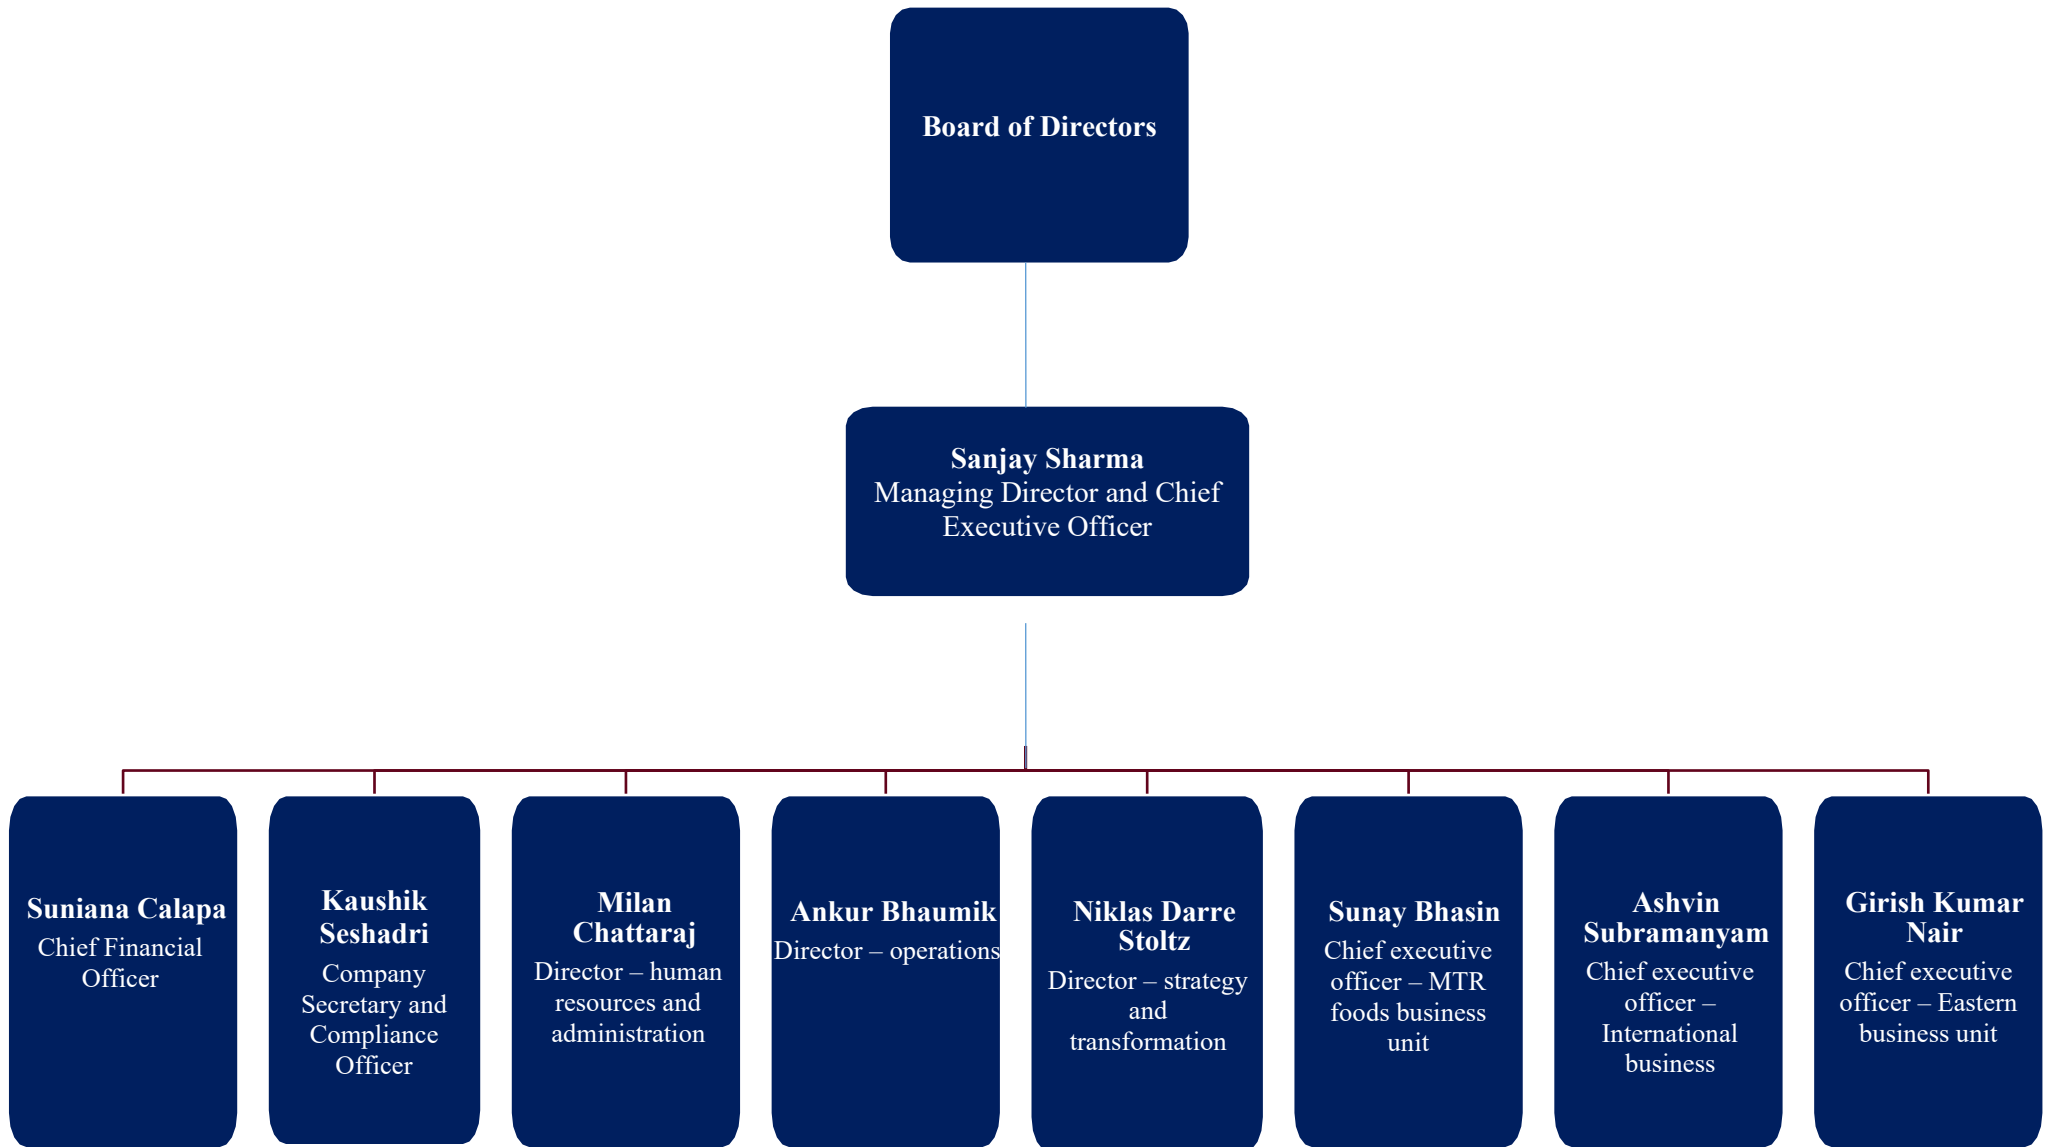 Board of Directors
Sanjay Sharma
Managing Director and Chief
Executive Officer
Suniana Calapa
Chief Financial
Officer
Kaushik
Seshadri
Company
Secretary and
Compliance
Officer
Milan
Chattaraj
Director – human
resources and
administration
Ankur Bhaumik
Director – operations
Niklas Darre
Stoltz
Director – strategy
and
transformation
Sunay Bhasin
Chief executive
officer – MTR
foods business
unit
Ashvin
Subramanyam
Chief executive
officer –
International
business
Girish Kumar
Nair
Chief executive
officer – Eastern
business unit